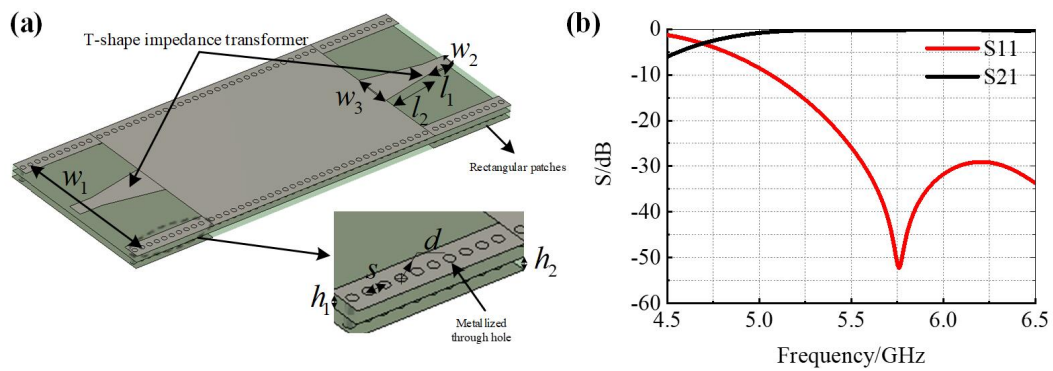 (a)
T-shape impedance transformer
w2
w3
l1
l2
Rectangular patches
w1
d
s
h1
h2
Metallized
through hole
(b)
S/dB
0
-10
-20
-30
-40
-50
-60
S11
S21
4.5 5.0 5.5 6.0 6.5
Frequency/GHz